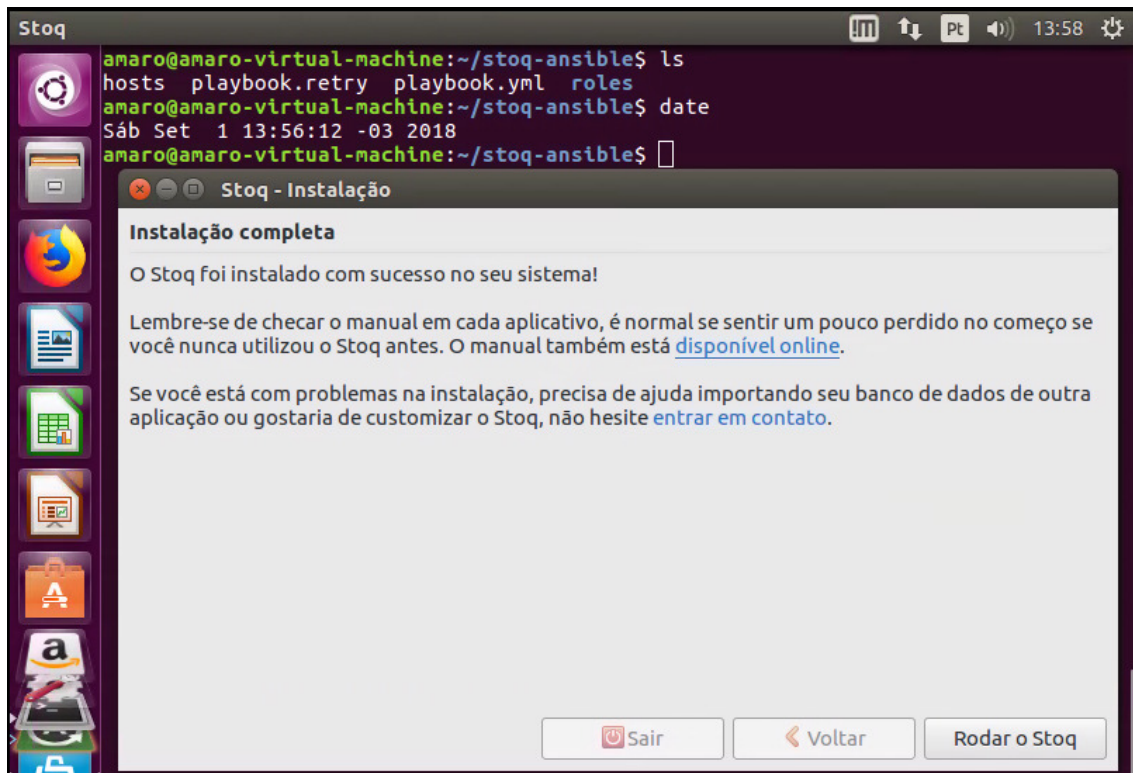 Stoq
Pt
13:58
amaro@amaro-virtual-machine:~/stoq-ansible$ ls
hosts  playbook.retry  playbook.yml  roles
amaro@amaro-virtual-machine:~/stoq-ansible$ date
Sáb Set  1 13:56:12 -03 2018
amaro@amaro-virtual-machine:~/stoq-ansible$
Stoq - Instalação
Instalação completa
O Stoq foi instalado com sucesso no seu sistema!
Lembre-se de checar o manual em cada aplicativo, é normal se sentir um pouco perdido no começo se
você nunca utilizou o Stoq antes. O manual também está disponível online.
Se você está com problemas na instalação, precisa de ajuda importando seu banco de dados de outra
aplicação ou gostaria de customizar o Stoq, não hesite entrar em contato.
Sair
Voltar
Rodar o Stoq